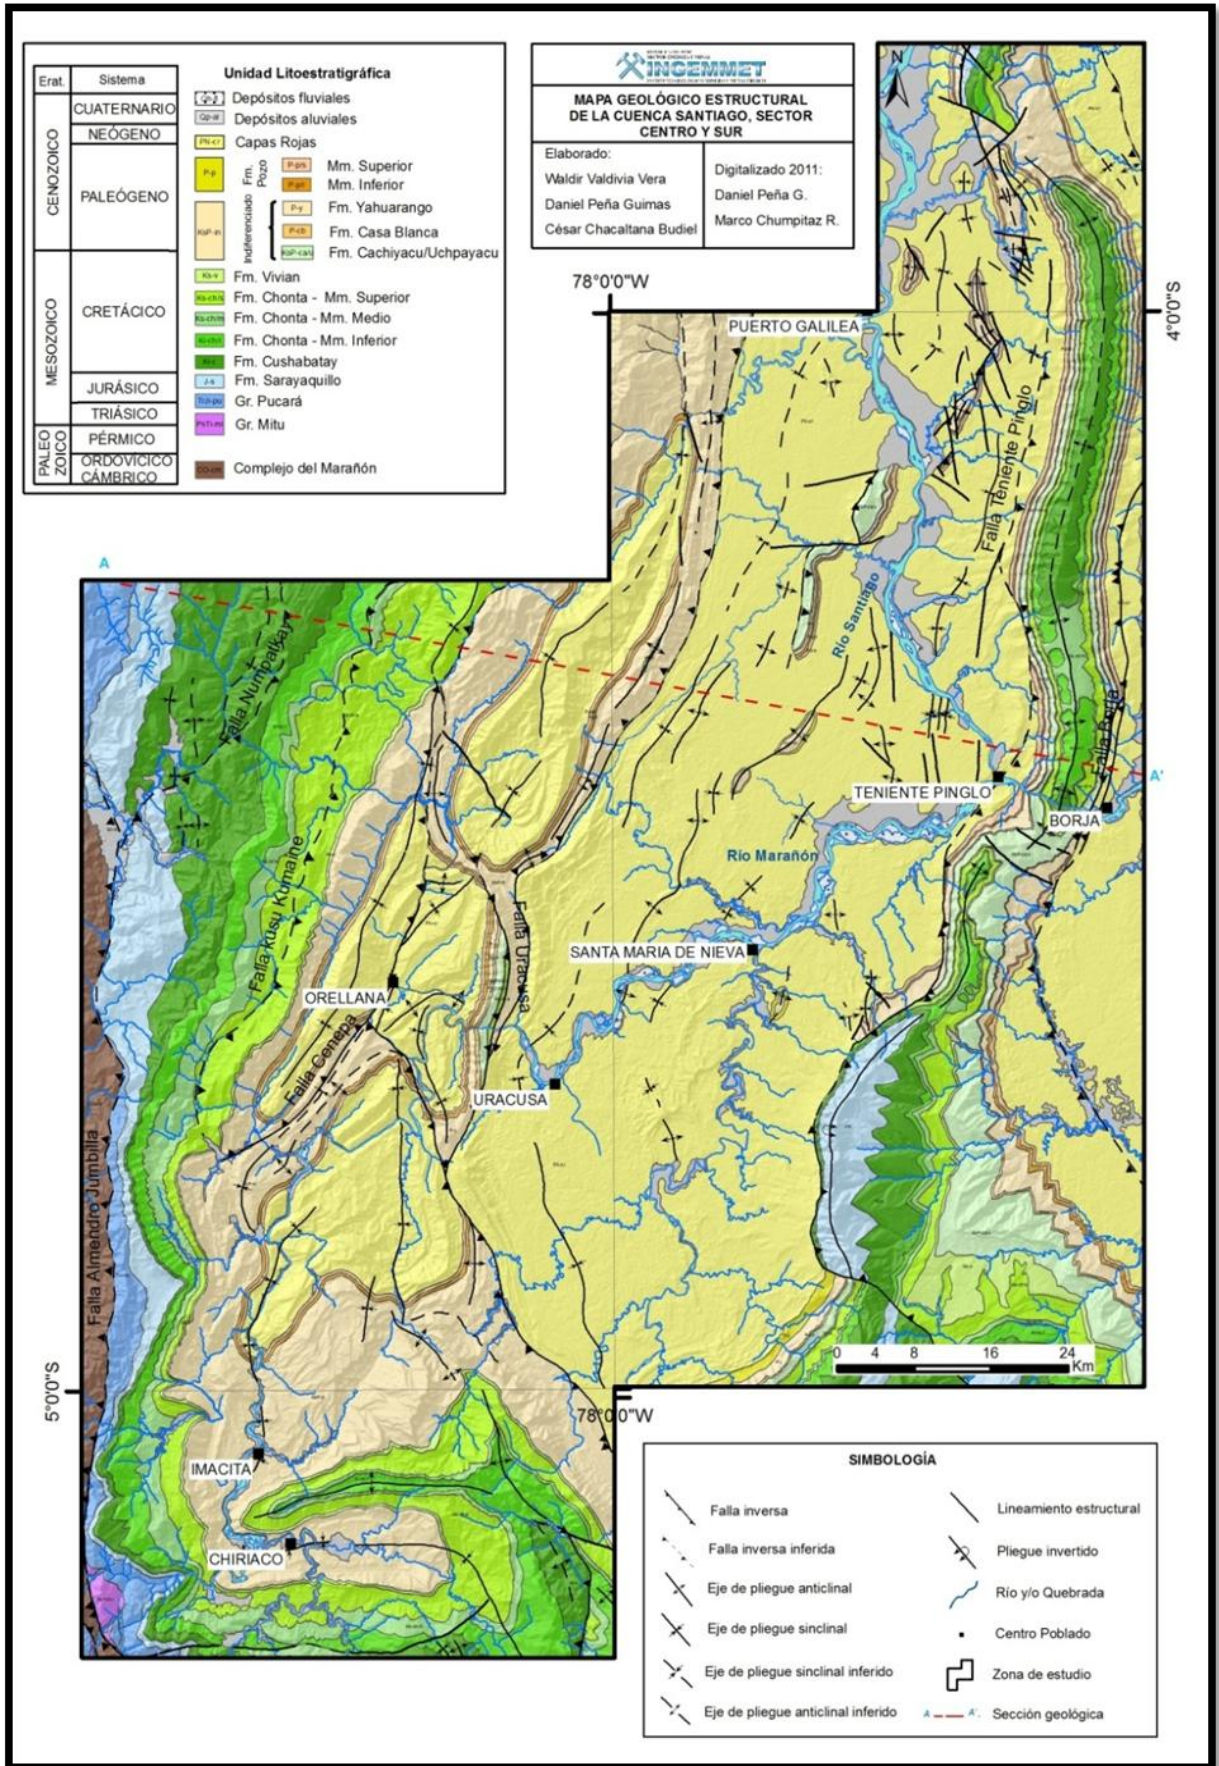 Erat.
Sistema
Unidad Litoestratigráfica
CENOZOICO
CUATERNARIO
NEÓGENO
PALEÓGENO
MESOZOICO
CRETÁCICO
JURÁSICO
TRIÁSICO
PALEO
ZOICO
PÉRMICO
ORDOVÍCICO
CÁMBRICO
Depósitos fluviales
Depósitos aluviales
Capas Rojas
P-p
Fm.
Pozo
Mm. Superior
Mm. Inferior
KsP-in
Indiferenciado
P-y
Fm. Yahuarango
P-cb
Fm. Casa Blanca
Fm. Cachiyacu/Uchpayacu
Ks-v
Fm. Vivian
Fm. Chonta - Mm. Superior
Fm. Chonta - Mm. Medio
Fm. Chonta - Mm. Inferior
Fm. Cushabatay
J-s
Fm. Sarayaquillo
Gr. Pucará
Gr. Mitu
Complejo del Marañón
INGEMMET
MAPA GEOLÓGICO ESTRUCTURAL
DE LA CUENCA SANTIAGO, SECTOR
CENTRO Y SUR
Elaborado:
Waldir Valdivia Vera
Daniel Peña Guimas
César Chacaltana Budiel
Digitalizado 2011:
Daniel Peña G.
Marco Chumpitaz R.
N
78°0'0"W
4°0'0"S
PUERTO GALILEA
Falla Teniente Pinglo
Río Santiago
A
Falla Numpatkay
Falla Borja
A'
TENIENTE PINGLO
BORJA
Río Marañón
Falla Kusu Kumaine
Falla Uracusa
SANTA MARIA DE NIEVA
ORELLANA
Falla Cenepa
URACUSA
Falla Almendro Jumbilla
0 4 8 16 24
Km
5°0'0"S
78°0'0"W
IMACITA
CHIRIACO
SIMBOLOGÍA
Falla inversa
Falla inversa inferida
Eje de pliegue anticlinal
Eje de pliegue sinclinal
Eje de pliegue sinclinal inferido
Eje de pliegue anticlinal inferido
Lineamiento estructural
Pliegue invertido
Río y/o Quebrada
Centro Poblado
Zona de estudio
A A'. Sección geológica